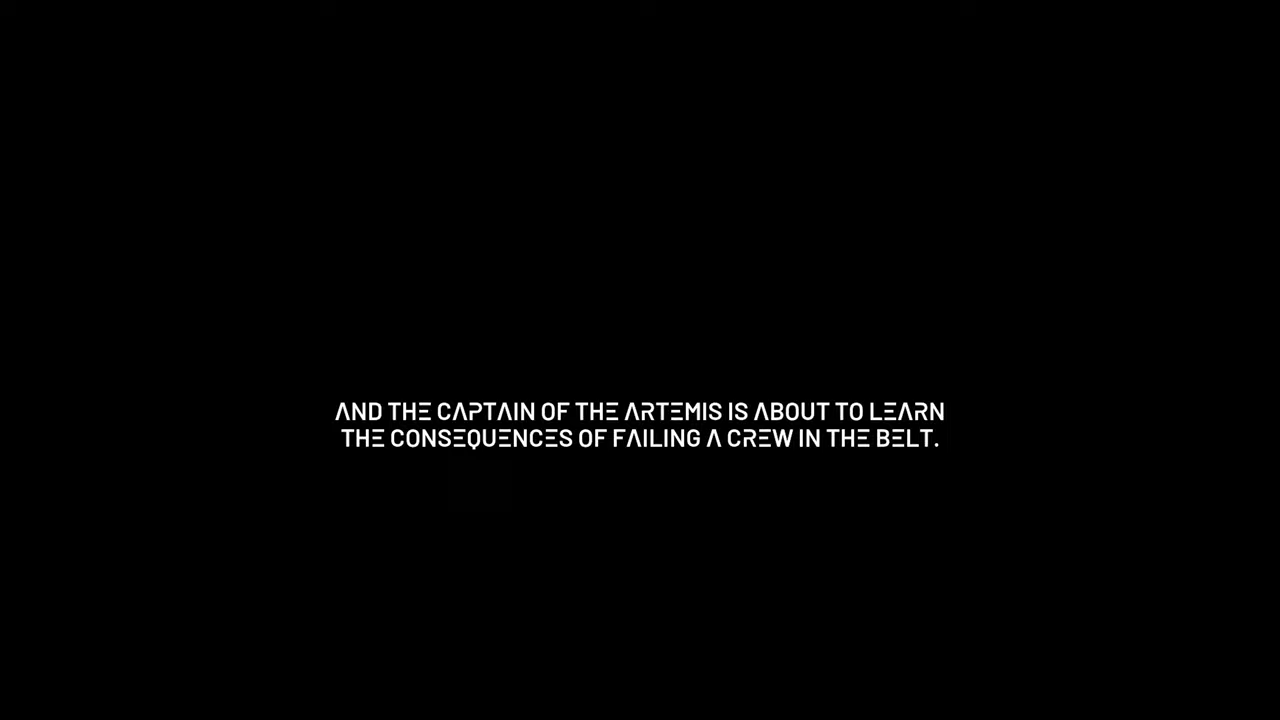 AND THE CAPTAIN OF THE ARTEMIS IS ABOUT TO LEARN
THE CONSEQUENCES OF FAILING A CREW IN THE BELT.